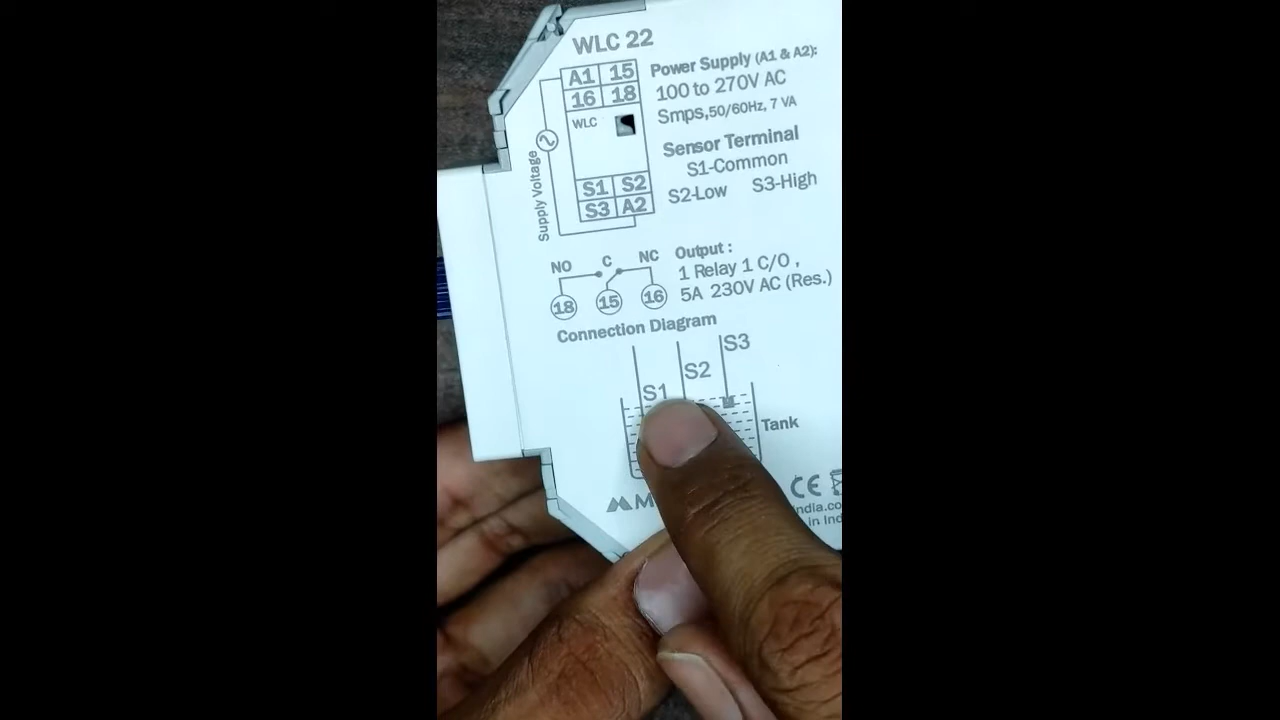 WLC 22
A1 15
16 18
WLC
S1 S2
S3 A2
Supply Voltage
Power Supply (A1 & A2):
100 to 270V AC
Smps,50/60Hz, 7 VA
Sensor Terminal
S1-Common
S2-Low S3-High
NO C NC
18 15 16
Output :
1 Relay 1 C/O ,
5A 230V AC (Res.)
Connection Diagram
S1 S2 S3
Tank
CE
in